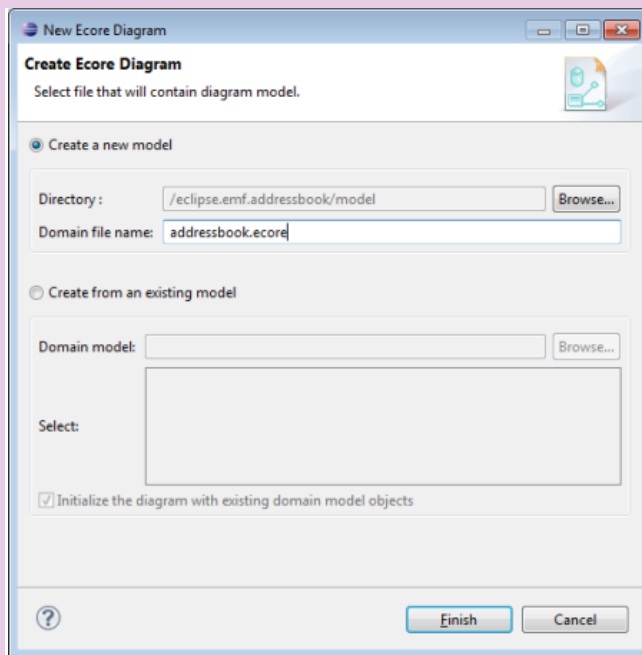 New Ecore Diagram
Create Ecore Diagram
Select file that will contain diagram model.
Create a new model
Directory : /eclipse.emf.addressbook/model Browse...
Domain file name: addressbook.ecore
Create from an existing model
Domain model: Browse...
Select:
Initialize the diagram with existing domain model objects
? Finish Cancel